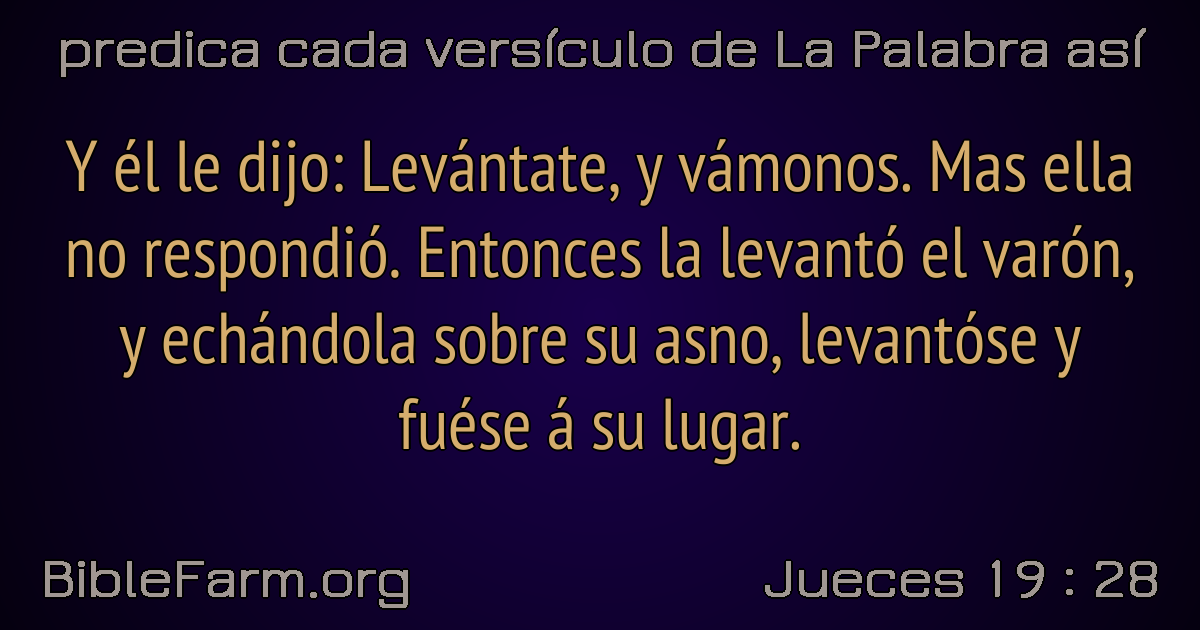 predica cada versículo de La Palabra así
Y él le dijo: Levántate, y vámonos. Mas ella
no respondió. Entonces la levantó el varón,
y echándola sobre su asno, levantóse y
fuése á su lugar.
BibleFarm.org
Jueces 19 : 28